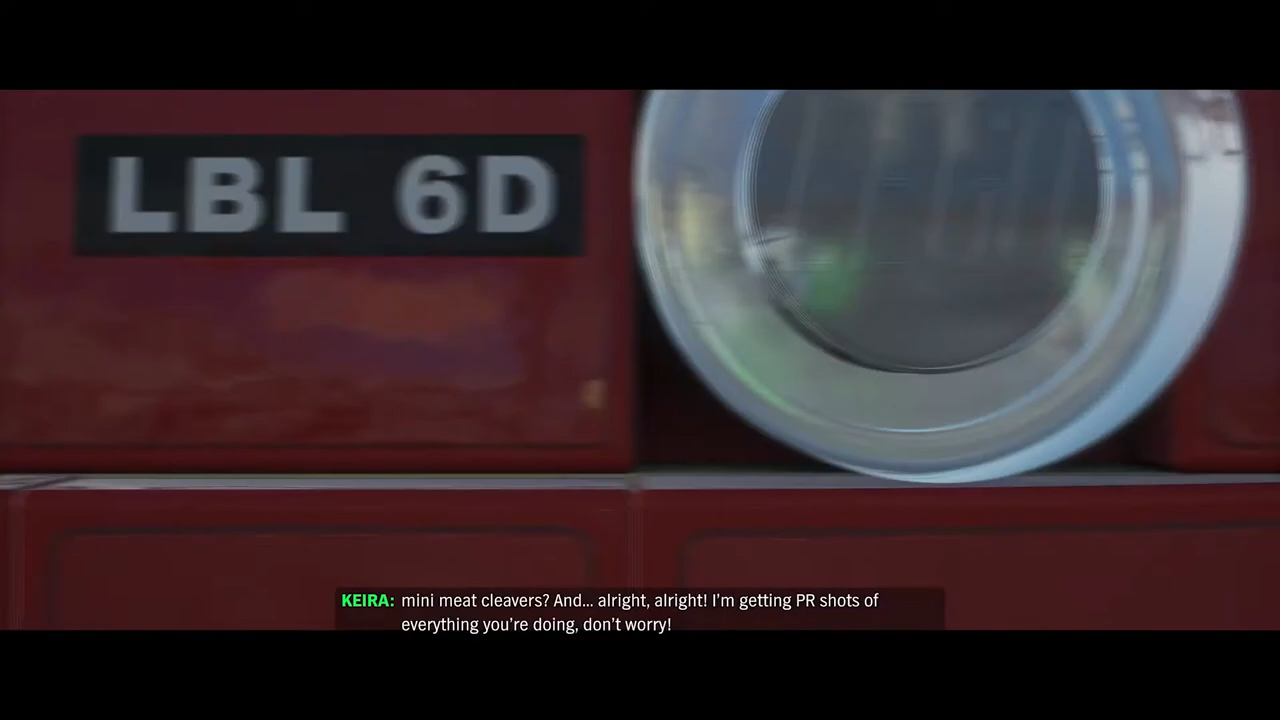 LBL 6D
KEIRA: mini meat cleavers? And... alright, alright! I'm getting PR shots of
everything you're doing, don't worry!